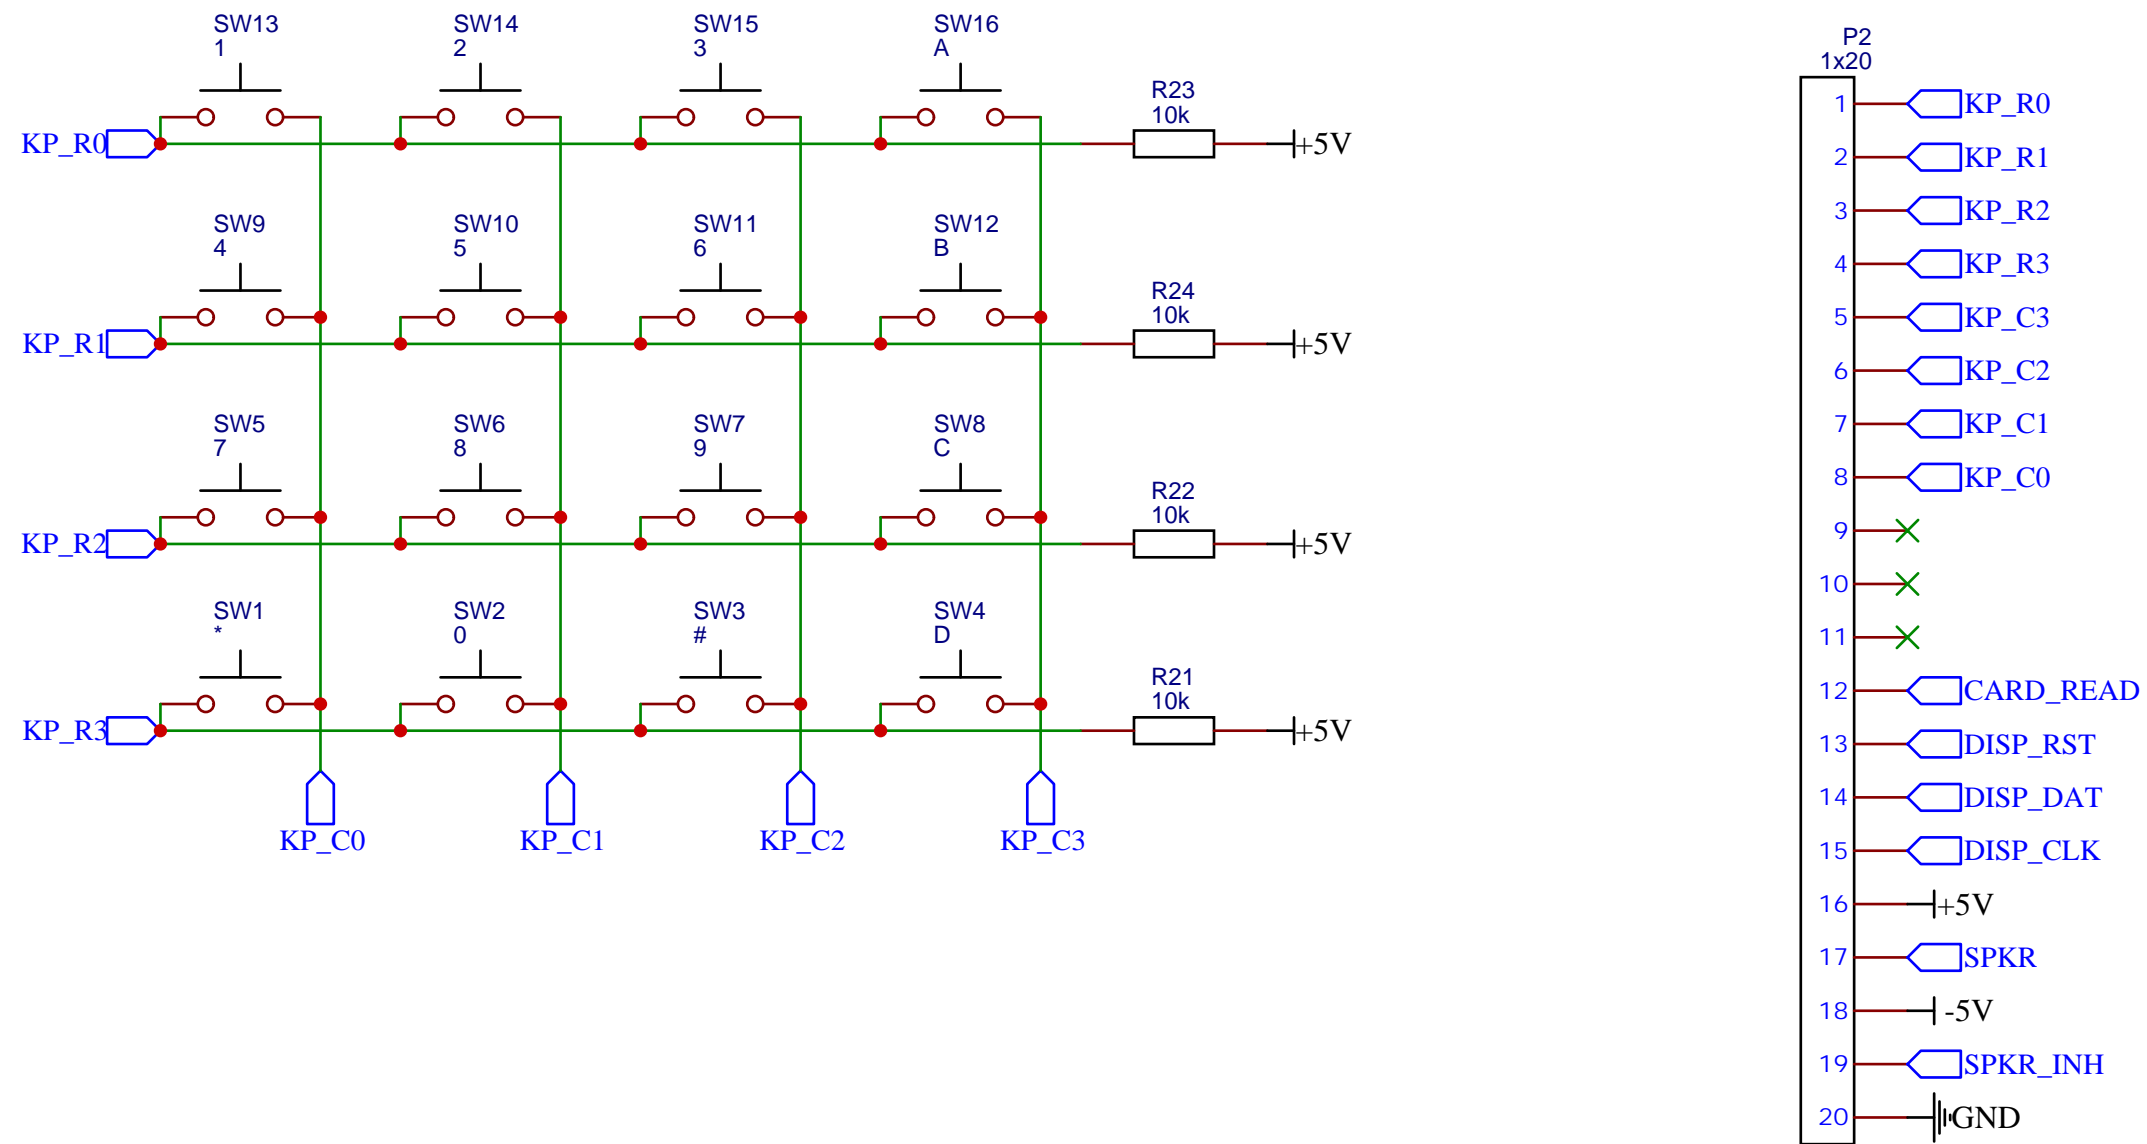 SW13
1
SW14
2
SW15
3
SW16
A
R23
10k
KP_R0
+5V
SW9
4
SW10
5
SW11
6
SW12
B
R24
10k
KP_R1
+5V
SW5
7
SW6
8
SW7
9
SW8
C
R22
10k
KP_R2
+5V
SW1
*
SW2
0
SW3
#
SW4
D
R21
10k
KP_R3
+5V
KP_C0
KP_C1
KP_C2
KP_C3
P2
1x20
1 KP_R0
2 KP_R1
3 KP_R2
4 KP_R3
5 KP_C3
6 KP_C2
7 KP_C1
8 KP_C0
9
10
11
12 CARD_READ
13 DISP_RST
14 DISP_DAT
15 DISP_CLK
16 +5V
17 SPKR
18 -5V
19 SPKR_INH
20 GND